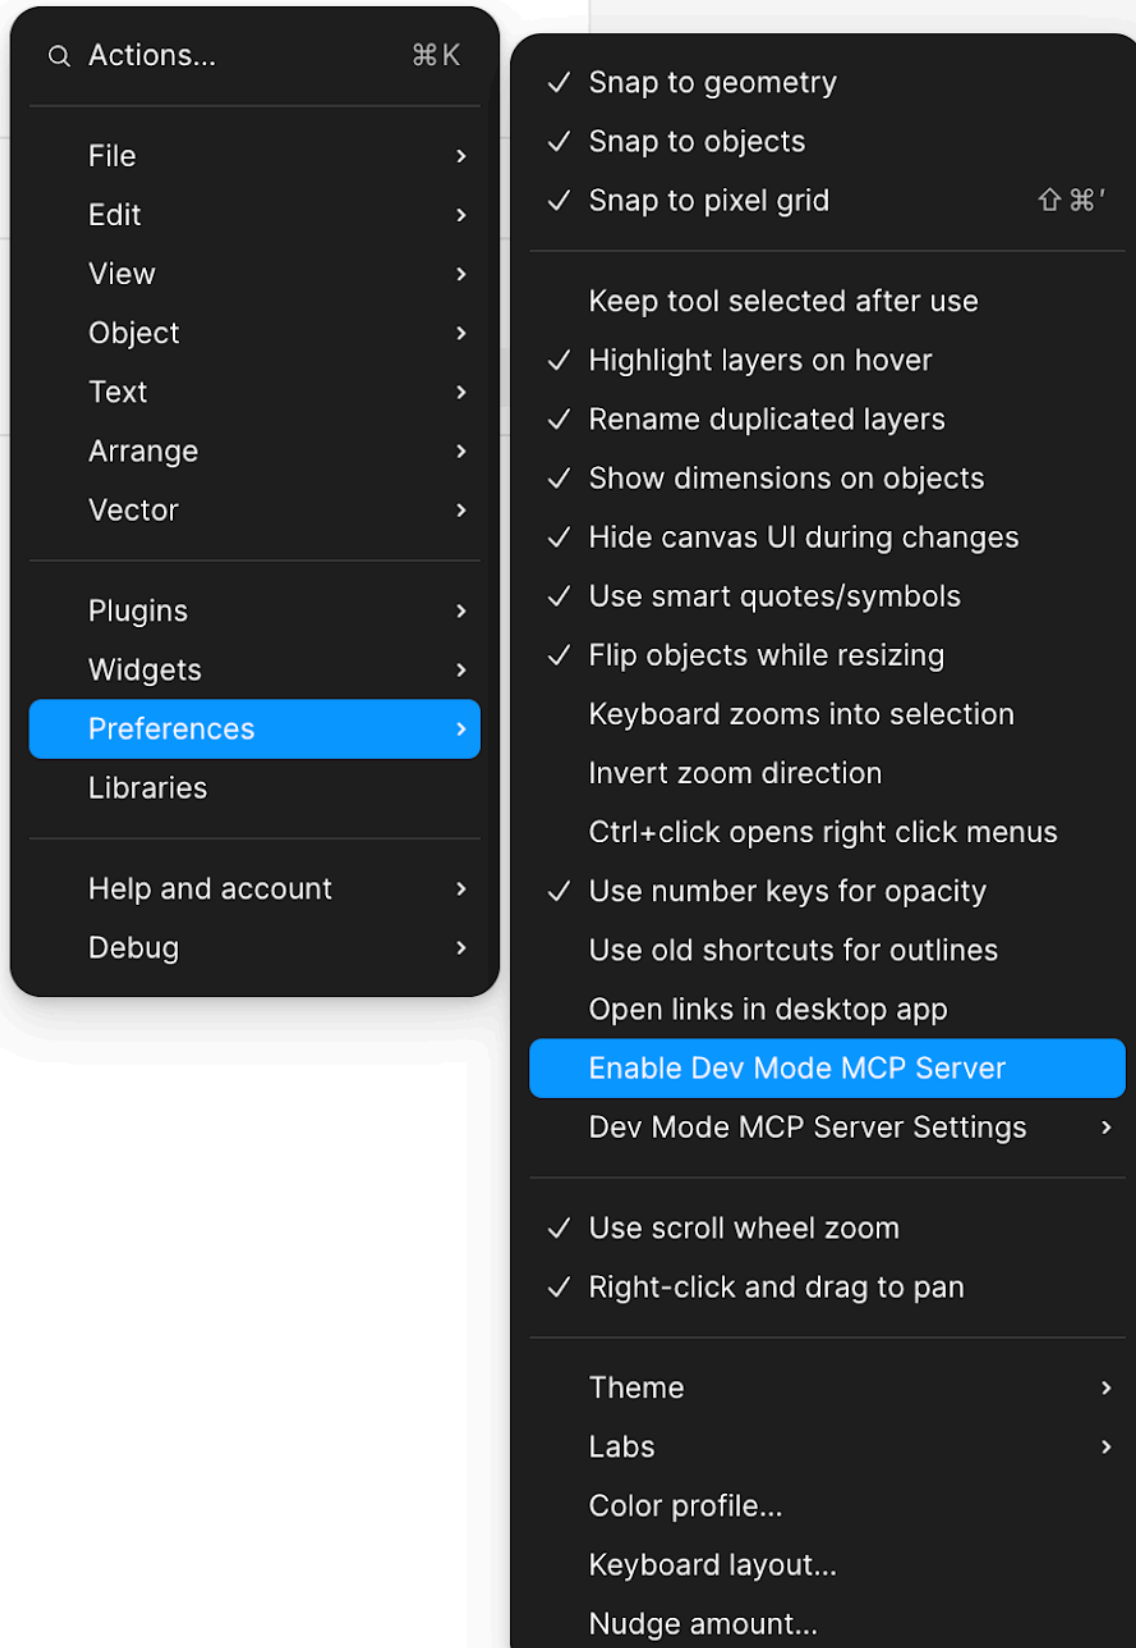 Actions... ⌘K
File
Edit
View
Object
Text
Arrange
Vector
Plugins
Widgets
Preferences
Libraries
Help and account
Debug
Snap to geometry
Snap to objects
Snap to pixel grid ⇧⌘'
Keep tool selected after use
Highlight layers on hover
Rename duplicated layers
Show dimensions on objects
Hide canvas UI during changes
Use smart quotes/symbols
Flip objects while resizing
Keyboard zooms into selection
Invert zoom direction
Ctrl+click opens right click menus
Use number keys for opacity
Use old shortcuts for outlines
Open links in desktop app
Enable Dev Mode MCP Server
Dev Mode MCP Server Settings
Use scroll wheel zoom
Right-click and drag to pan
Theme
Labs
Color profile...
Keyboard layout...
Nudge amount...